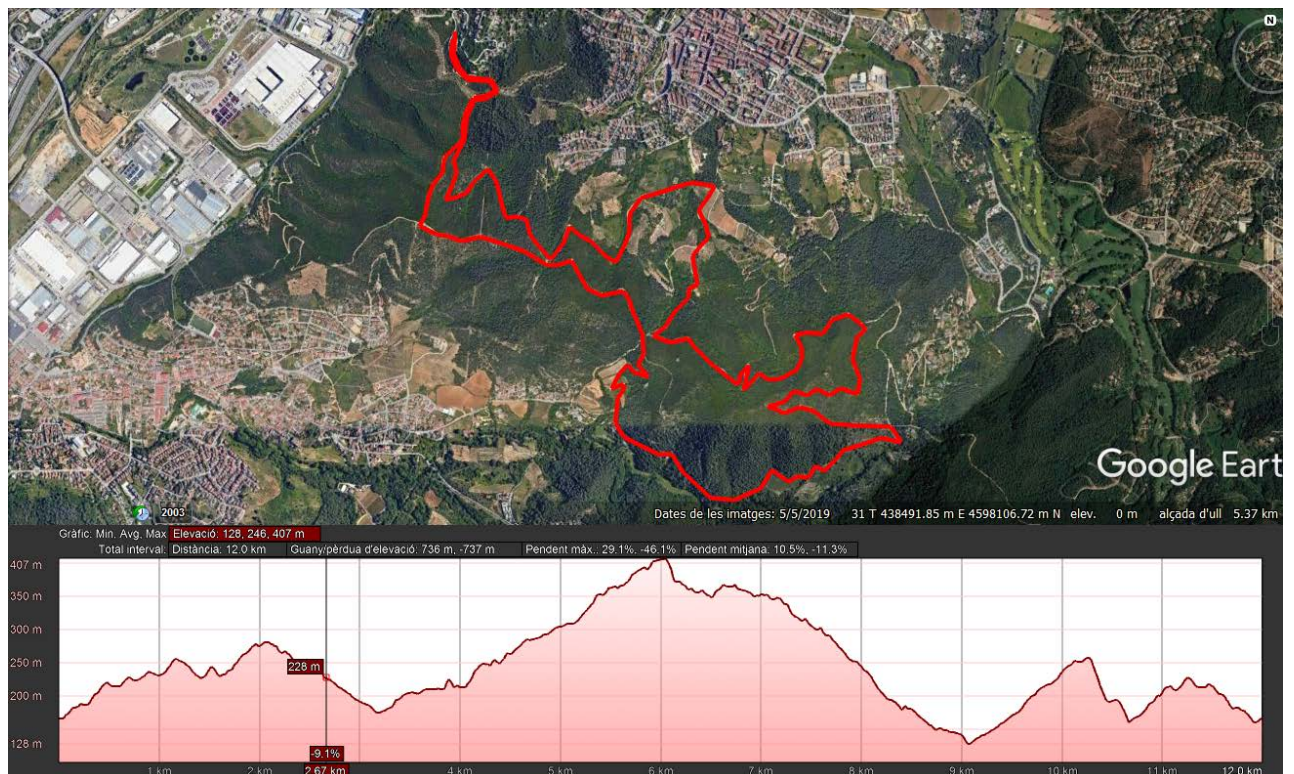 N
Google Eart
2003
Dates de les imatges: 5/5/2019 31 T 438491.85 m E 4598106.72 m N elev. 0 m alçada d'ull 5.37 km
Gràfic: Min. Avg. Max Elevació: 128, 246, 407 m
Total interval: Distància: 12.0 km Guany/pèrdua d'elevació: 736 m, -737 m Pendent màx.: 29.1%, -46.1% Pendent mitjana: 10.5%, -11.3%
407 m
350 m
300 m
250 m
228 m
200 m
128 m
-9.1%
1 km 2 km 2.67 km 4 km 5 km 6 km 7 km 8 km 9 km 10 km 11 km 12.0 km